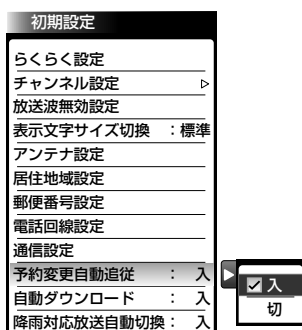 初期設定
らくらく設定
チャンネル設定
放送波無効設定
表示文字サイズ切換 ：標準
アンテナ設定
居住地域設定
郵便番号設定
電話回線設定
通信設定
予約変更自動追従 ： 入
入
自動ダウンロード ： 入
切
降雨対応放送自動切換： 入